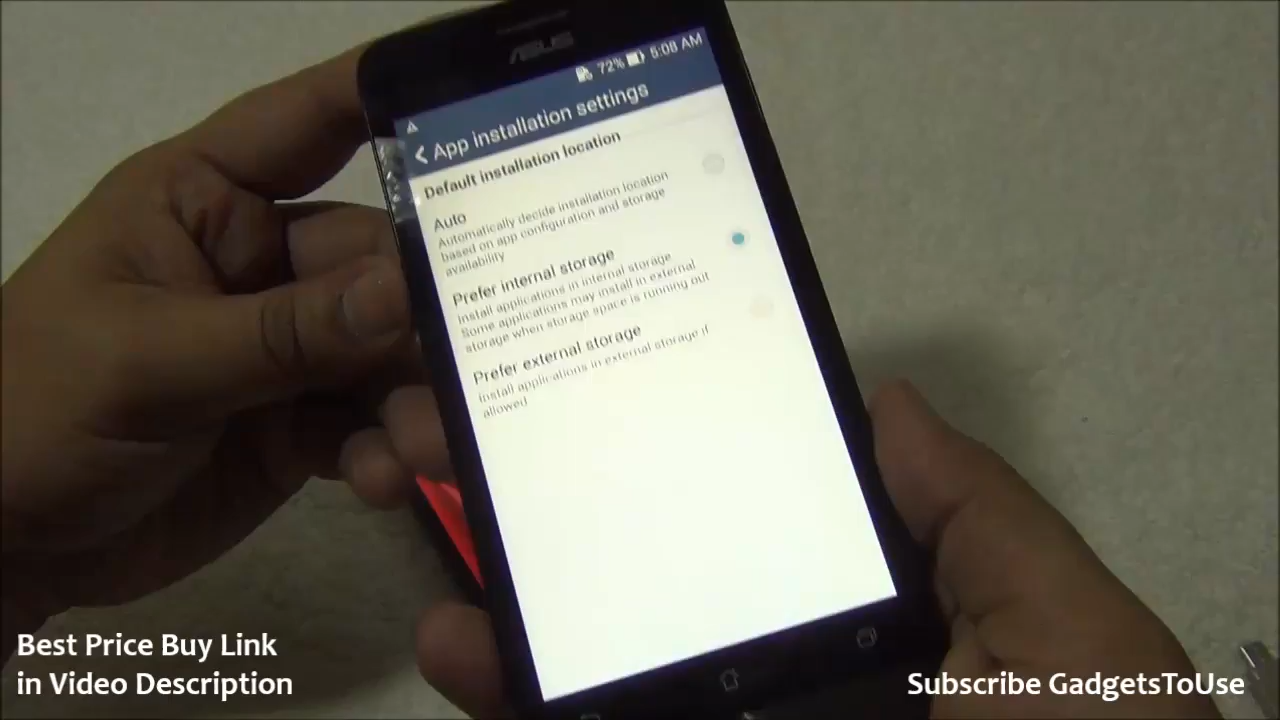 ASUS
72% 5:08 AM
App installation settings
Default installation location
Auto
Automatically decide installation location
based on app configuration and storage
availability
Prefer internal storage
Install applications in internal storage
Some applications may install in external
storage when storage space is running out
Prefer external storage
Install applications in external storage if
allowed
Best Price Buy Link
in Video Description
Subscribe GadgetsToUse